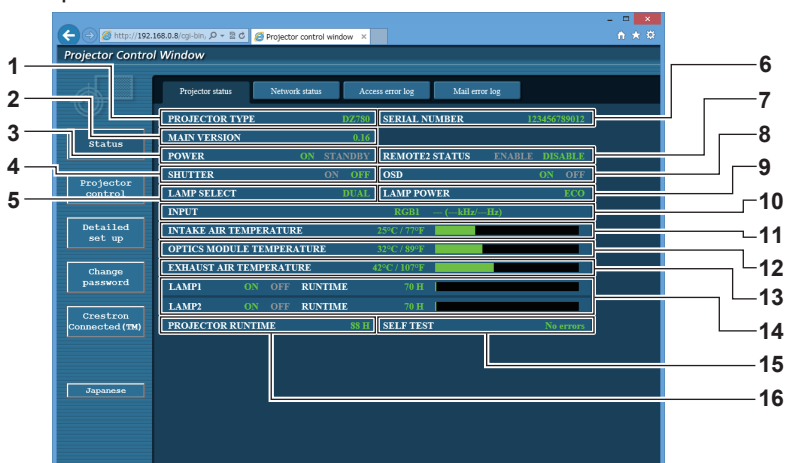 http://192.168.0.8/cgi-bin, Projector control window ×
Projector Control Window
Projector status Network status Access error log Mail error log
PROJECTOR TYPE DZ780 SERIAL NUMBER 123456789012
MAIN VERSION 0.16
POWER ON STANDBY REMOTE2 STATUS ENABLE DISABLE
SHUTTER ON OFF OSD ON OFF
LAMP SELECT DUAL LAMP POWER ECO
INPUT RGB1 --- (---kHz/---Hz)
INTAKE AIR TEMPERATURE 25°C / 77°F
OPTICS MODULE TEMPERATURE 32°C / 89°F
EXHAUST AIR TEMPERATURE 42°C / 107°F
LAMP1 ON OFF RUNTIME 70 H
LAMP2 ON OFF RUNTIME 70 H
PROJECTOR RUNTIME 88 H SELF TEST No errors
Status
Projector
control
Detailed
set up
Change
password
Crestron
Connected(TM)
Japanese
1
2
3
4
5
6
7
8
9
10
11
12
13
14
15
16